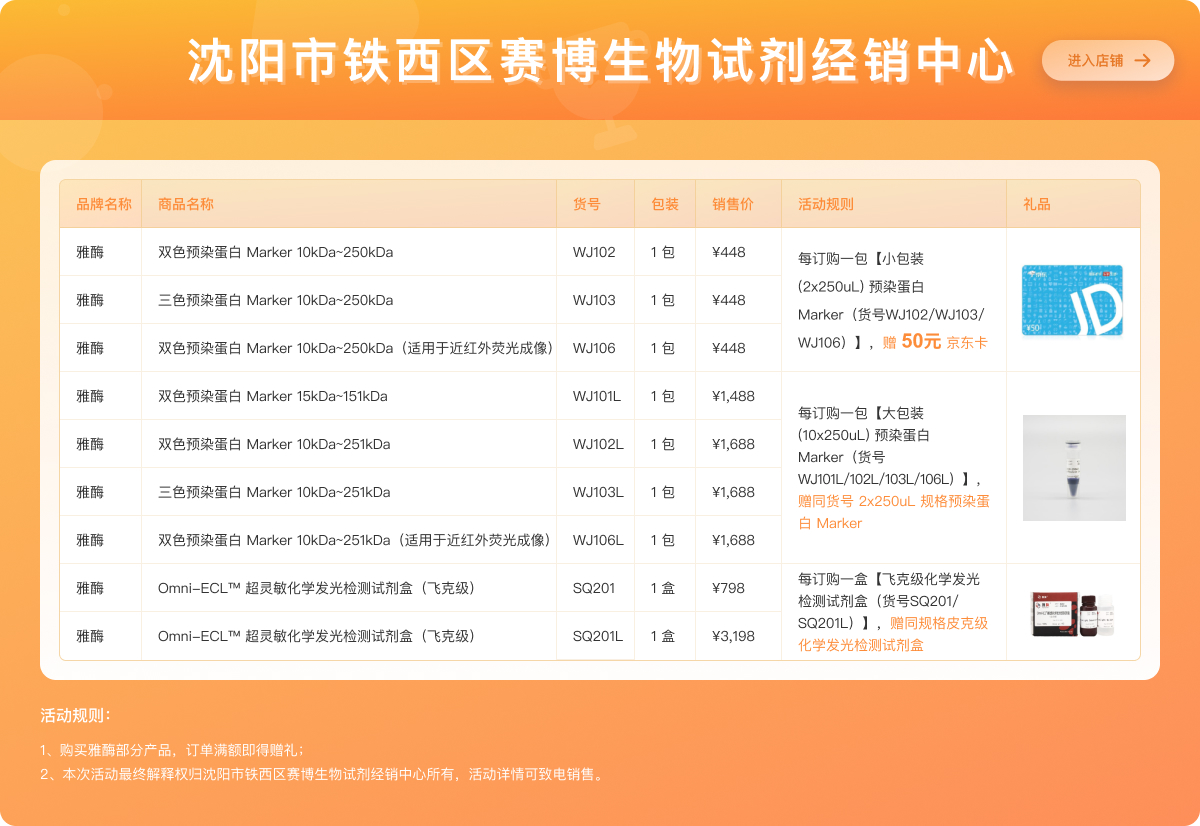 沈阳市铁西区赛博生物试剂经销中心
进入店铺
品牌名称 商品名称 货号 包装 销售价 活动规则 礼品
雅酶 双色预染蛋白 Marker 10kDa~250kDa WJ102 1 包 ¥448
雅酶 三色预染蛋白 Marker 10kDa~250kDa WJ103 1 包 ¥448
雅酶 双色预染蛋白 Marker 10kDa~250kDa（适用于近红外荧光成像） WJ106 1 包 ¥448
每订购一包【小包装
(2x250uL) 预染蛋白
Marker（货号WJ102/WJ103/
WJ106）】，赠 50元 京东卡
¥50
JD
雅酶 双色预染蛋白 Marker 15kDa~151kDa WJ101L 1 包 ¥1,488
雅酶 双色预染蛋白 Marker 10kDa~251kDa WJ102L 1 包 ¥1,688
雅酶 三色预染蛋白 Marker 10kDa~251kDa WJ103L 1 包 ¥1,688
雅酶 双色预染蛋白 Marker 10kDa~251kDa（适用于近红外荧光成像） WJ106L 1 包 ¥1,688
每订购一包【大包装
(10x250uL) 预染蛋白
Marker（货号
WJ101L/102L/103L/106L）】，
赠同货号 2x250uL 规格预染蛋
白 Marker
雅酶 Omni-ECL™ 超灵敏化学发光检测试剂盒（飞克级） SQ201 1 盒 ¥798
雅酶 Omni-ECL™ 超灵敏化学发光检测试剂盒（飞克级） SQ201L 1 盒 ¥3,198
每订购一盒【飞克级化学发光
检测试剂盒（货号SQ201/
SQ201L）】，赠同规格皮克级
化学发光检测试剂盒
活动规则：
1、购买雅酶部分产品，订单满额即得赠礼；
2、本次活动最终解释权归沈阳市铁西区赛博生物试剂经销中心所有，活动详情可致电销售。